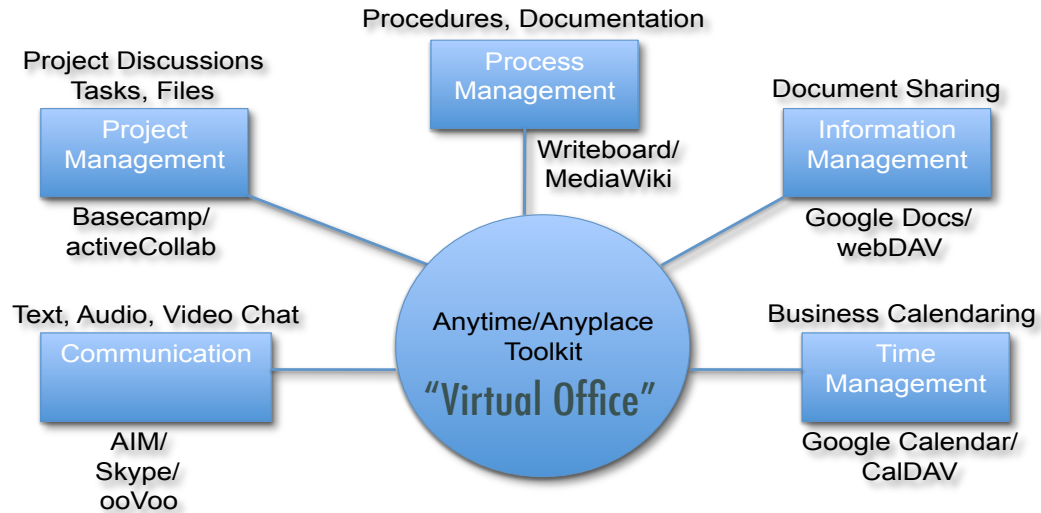 Procedures, Documentation
Process
Management
Writeboard/
MediaWiki
Project Discussions
Tasks, Files
Project
Management
Basecamp/
activeCollab
Document Sharing
Information
Management
Google Docs/
webDAV
Text, Audio, Video Chat
Communication
AIM/
Skype/
ooVoo
Anytime/Anyplace
Toolkit
“Virtual Office”
Business Calendaring
Time
Management
Google Calendar/
CalDAV